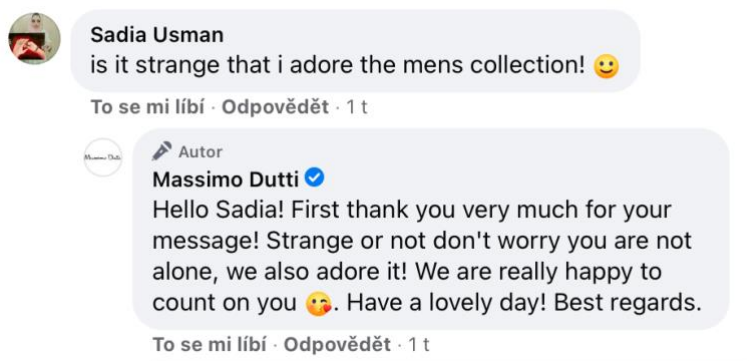 Sadia Usman
is it strange that i adore the mens collection! 🙂
To se mi líbí · Odpovědět · 1 t
Massimo Dutti
Autor
Massimo Dutti
Hello Sadia! First thank you very much for your
message! Strange or not don't worry you are not
alone, we also adore it! We are really happy to
count on you 😘. Have a lovely day! Best regards.
To se mi líbí · Odpovědět · 1 t